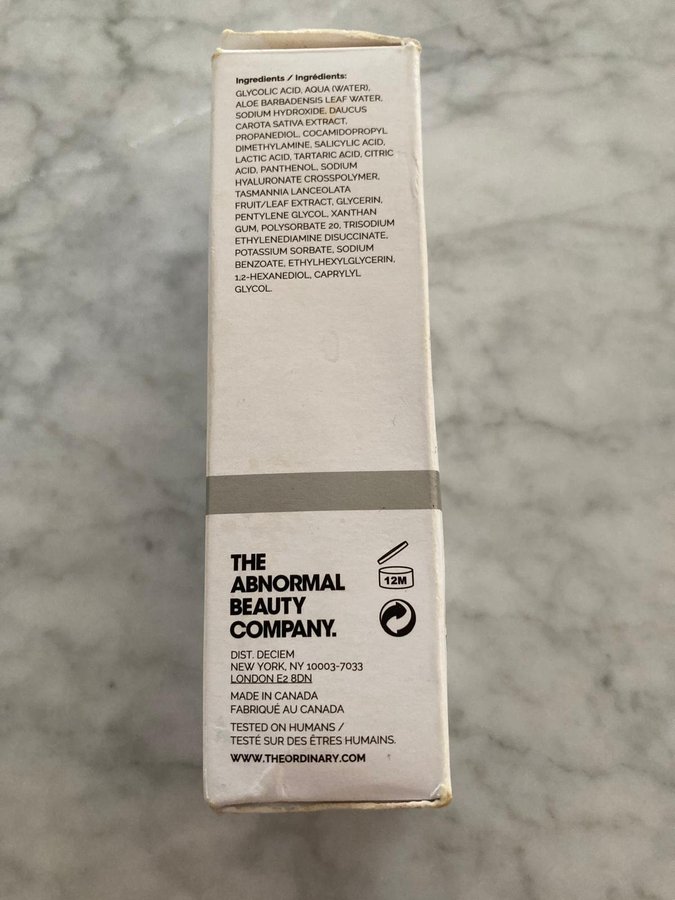 Ingredients / Ingrédients:
GLYCOLIC ACID, AQUA (WATER),
ALOE BARBADENSIS LEAF WATER,
SODIUM HYDROXIDE, DAUCUS
CAROTA SATIVA EXTRACT,
PROPANEDIOL, COCAMIDOPROPYL
DIMETHYLAMINE, SALICYLIC ACID,
LACTIC ACID, TARTARIC ACID, CITRIC
ACID, PANTHENOL, SODIUM
HYALURONATE CROSSPOLYMER,
TASMANNIA LANCEOLATA
FRUIT/LEAF EXTRACT, GLYCERIN,
PENTYLENE GLYCOL, XANTHAN
GUM, POLYSORBATE 20, TRISODIUM
ETHYLENEDIAMINE DISUCCINATE,
POTASSIUM SORBATE, SODIUM
BENZOATE, ETHYLHEXYLGLYCERIN,
1,2-HEXANEDIOL, CAPRYLYL
GLYCOL.
THE
ABNORMAL
BEAUTY
COMPANY.
12M
DIST. DECIEM
NEW YORK, NY 10003-7033
LONDON E2 8DN
MADE IN CANADA
FABRIQUÉ AU CANADA
TESTED ON HUMANS /
TESTÉ SUR DES ÊTRES HUMAINS.
WWW.THEORDINARY.COM